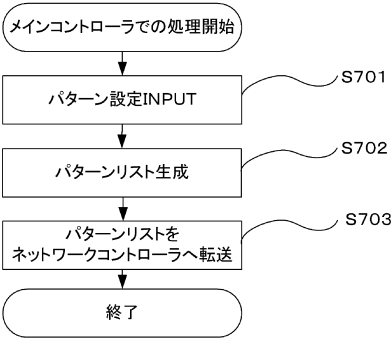 メインコントローラでの処理開始
パターン設定INPUT
S701
パターンリスト生成
S702
パターンリストを
ネットワークコントローラへ転送
S703
終了